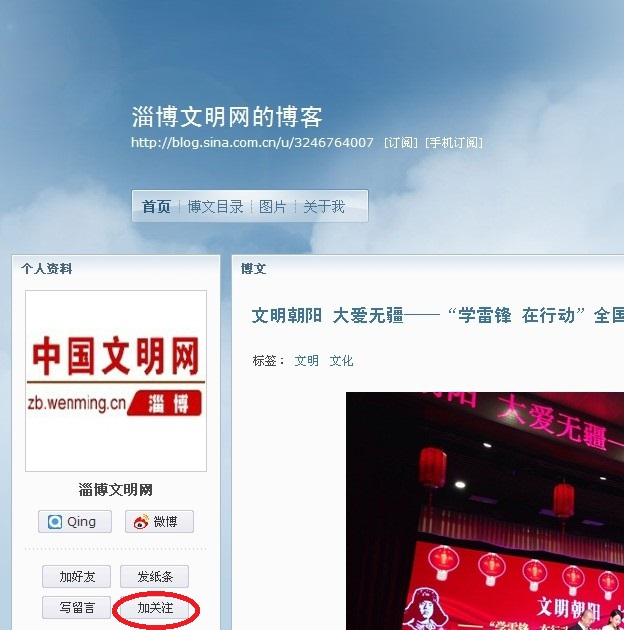 淄博文明网的博客
http://blog.sina.com.cn/u/3246764007 [订阅] [手机订阅]
首页 博文目录 图片 关于我
个人资料
中国文明网
zb.wenming.cn 淄博
淄博文明网
Qing 微博
加好友 发纸条
写留言 加关注
博文
文明朝阳 大爱无疆——“学雷锋 在行动”全国
标签： 文明 文化
大爱无疆—
文明朝阳
—“学雷锋 在行